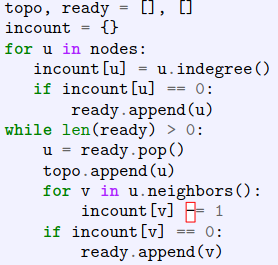 topo, ready = [], []
incount = {}
for u in nodes:
    incount[u] = u.indegree()
    if incount[u] == 0:
        ready.append(u)
while len(ready) > 0:
    u = ready.pop()
    topo.append(u)
    for v in u.neighbors():
        incount[v] -= 1
    if incount[v] == 0:
        ready.append(v)